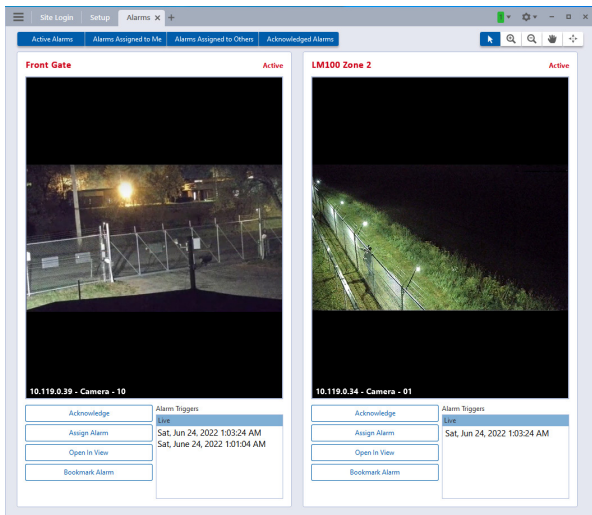 Site Login Setup Alarms × +
Active Alarms Alarms Assigned to Me Alarms Assigned to Others Acknowledged Alarms
Front Gate Active
10.119.0.39 - Camera - 10
Acknowledge
Assign Alarm
Open In View
Bookmark Alarm
Alarm Triggers
Live
Sat, Jun 24, 2022 1:03:24 AM
Sat, June 24, 2022 1:01:04 AM
LM100 Zone 2 Active
10.119.0.34 - Camera - 01
Acknowledge
Assign Alarm
Open In View
Bookmark Alarm
Alarm Triggers
Live
Sat, Jun 24, 2022 1:03:24 AM